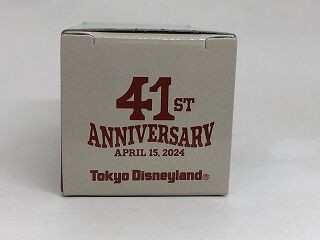 41ST
ANNIVERSARY
APRIL 15, 2024
Tokyo Disneyland®